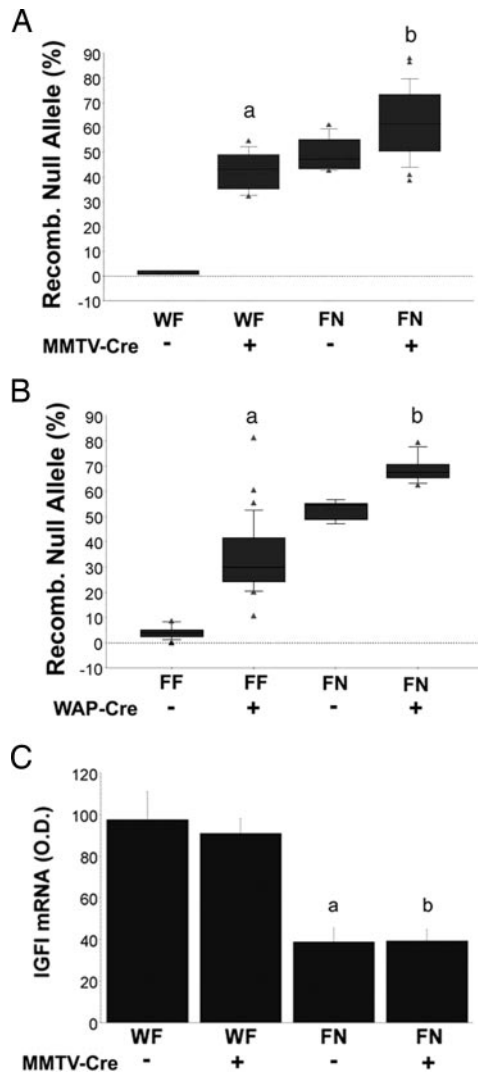 A
Recomb. Null Allele (%)
90
80
70
60
50
40
30
20
10
0
-10
a
b
WF WF FN FN
MMTV-Cre - + - +
B
Recomb. Null Allele (%)
90
80
70
60
50
40
30
20
10
0
-10
a
b
FF FF FN FN
WAP-Cre - + - +
C
IGFI mRNA (O.D.)
120
100
80
60
40
20
0
a b
WF WF FN FN
MMTV-Cre - + - +